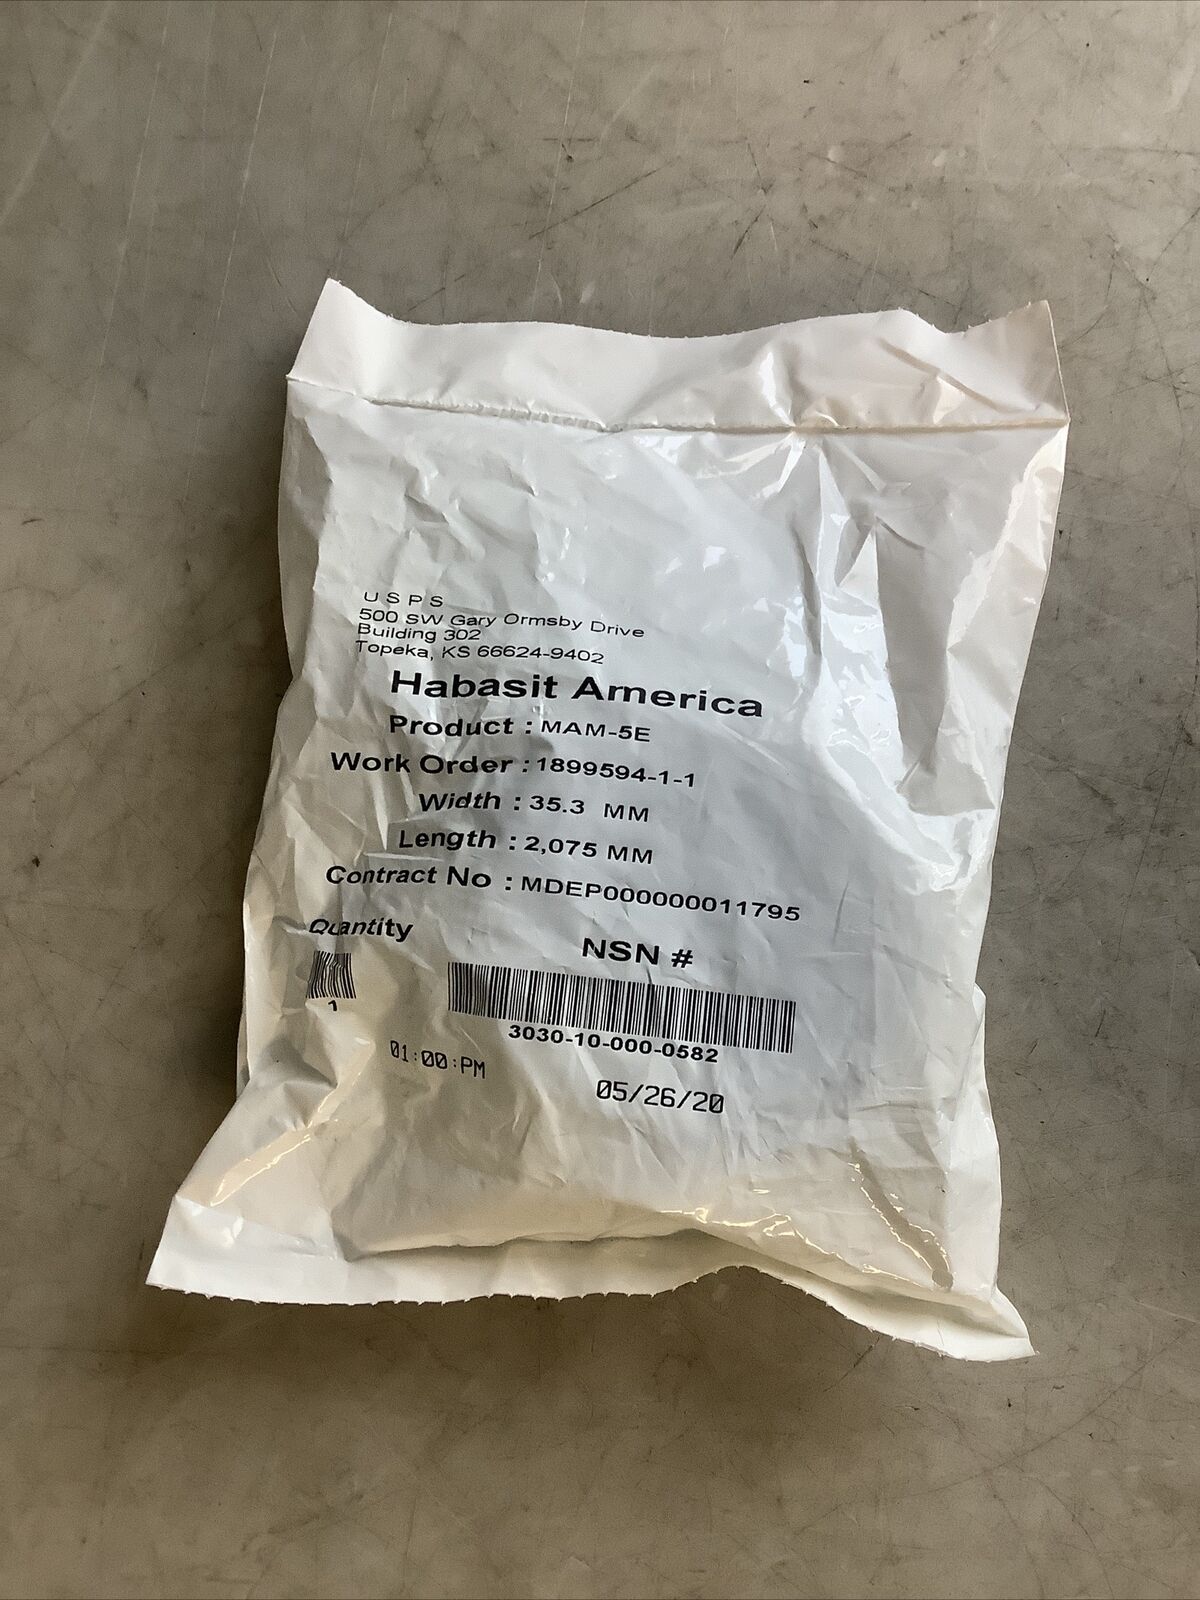 U S P S
500 SW Gary Ormsby Drive
Building 302
Topeka, KS 66624-9402
Habasit America
Product : MAM-5E
Work Order : 1899594-1-1
Width : 35.3 MM
Length : 2,075 MM
Contract No : MDEP000000011795
Quantity NSN #
1 3030-10-000-0582
01:00:PM 05/26/20